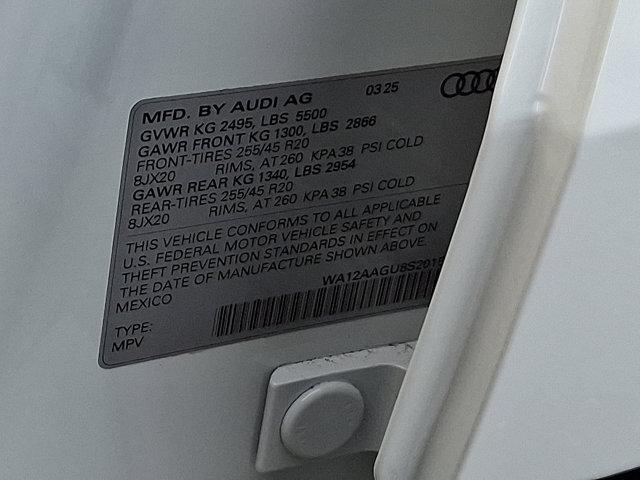 MFD. BY AUDI AG 03 25
GVWR KG 2495, LBS 5500
GAWR FRONT KG 1300, LBS 2866
FRONT-TIRES 255/45 R20
8JX20 RIMS, AT 260 KPA 38 PSI COLD
GAWR REAR KG 1340, LBS 2954
REAR-TIRES 255/45 R20
8JX20 RIMS, AT 260 KPA 38 PSI COLD
THIS VEHICLE CONFORMS TO ALL APPLICABLE
U.S. FEDERAL MOTOR VEHICLE SAFETY AND
THEFT PREVENTION STANDARDS IN EFFECT ON
THE DATE OF MANUFACTURE SHOWN ABOVE.
MEXICO WA12AAGU8S201
TYPE:
MPV